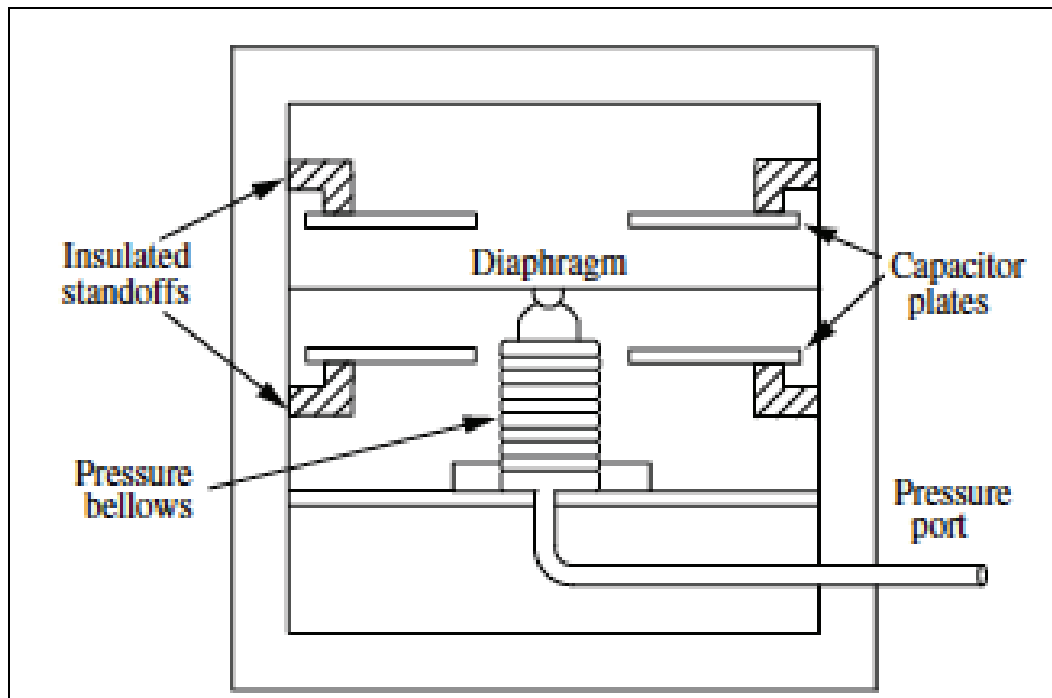 Insulated
standoffs
Diaphragm
Capacitor
plates
Pressure
bellows
Pressure
port